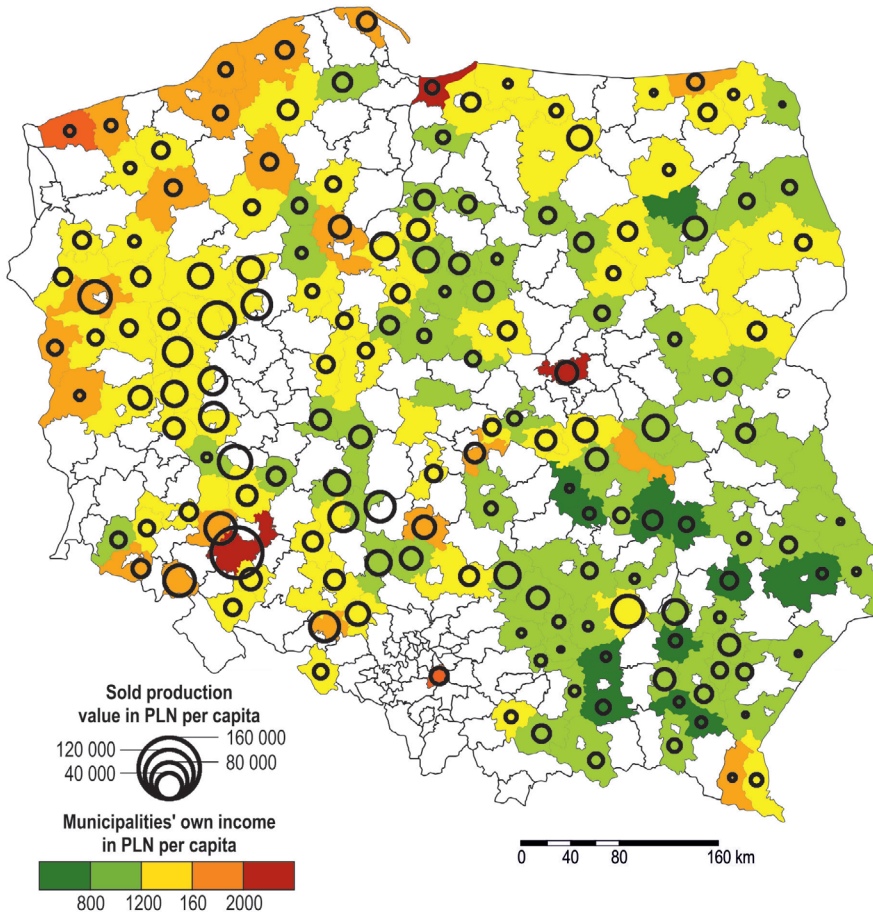 Sold production
value in PLN per capita
160 000
120 000
80 000
40 000
Municipalities' own income
in PLN per capita
800 1200 160 2000
0 40 80 160 km